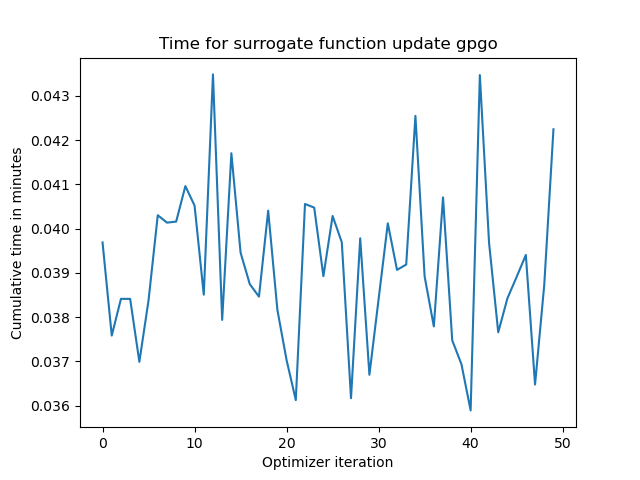 Time for surrogate function update gpgo
Cumulative time in minutes
0.043
0.042
0.041
0.040
0.039
0.038
0.037
0.036
0 10 20 30 40 50
Optimizer iteration